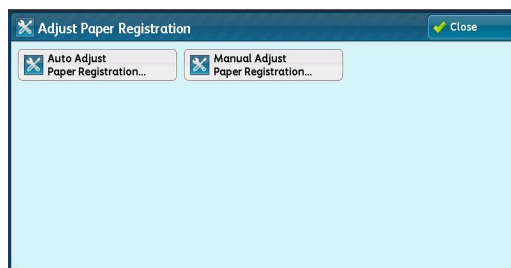 Adjust Paper Registration
Close
Auto Adjust
Paper Registration...
Manual Adjust
Paper Registration...